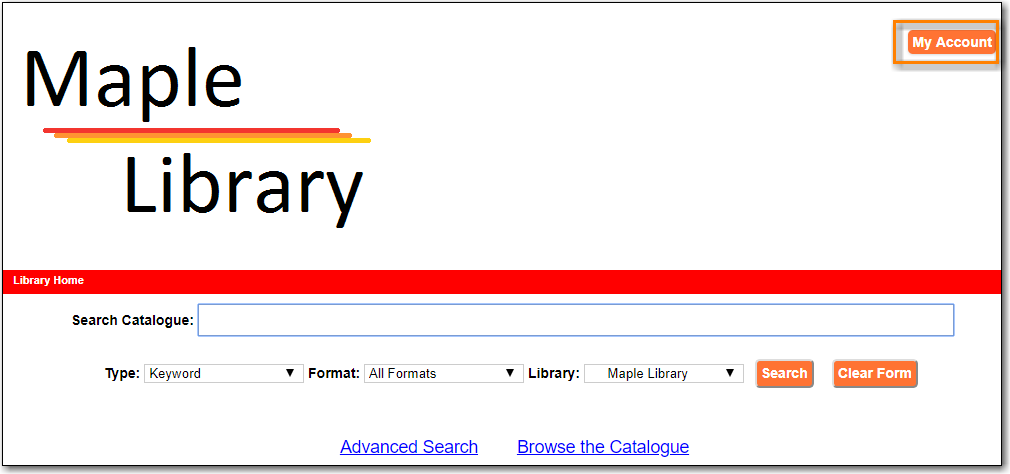 My Account
Maple
Library
Library Home
Search Catalogue:
Type: Keyword Format: All Formats Library: Maple Library Search Clear Form
Advanced Search Browse the Catalogue